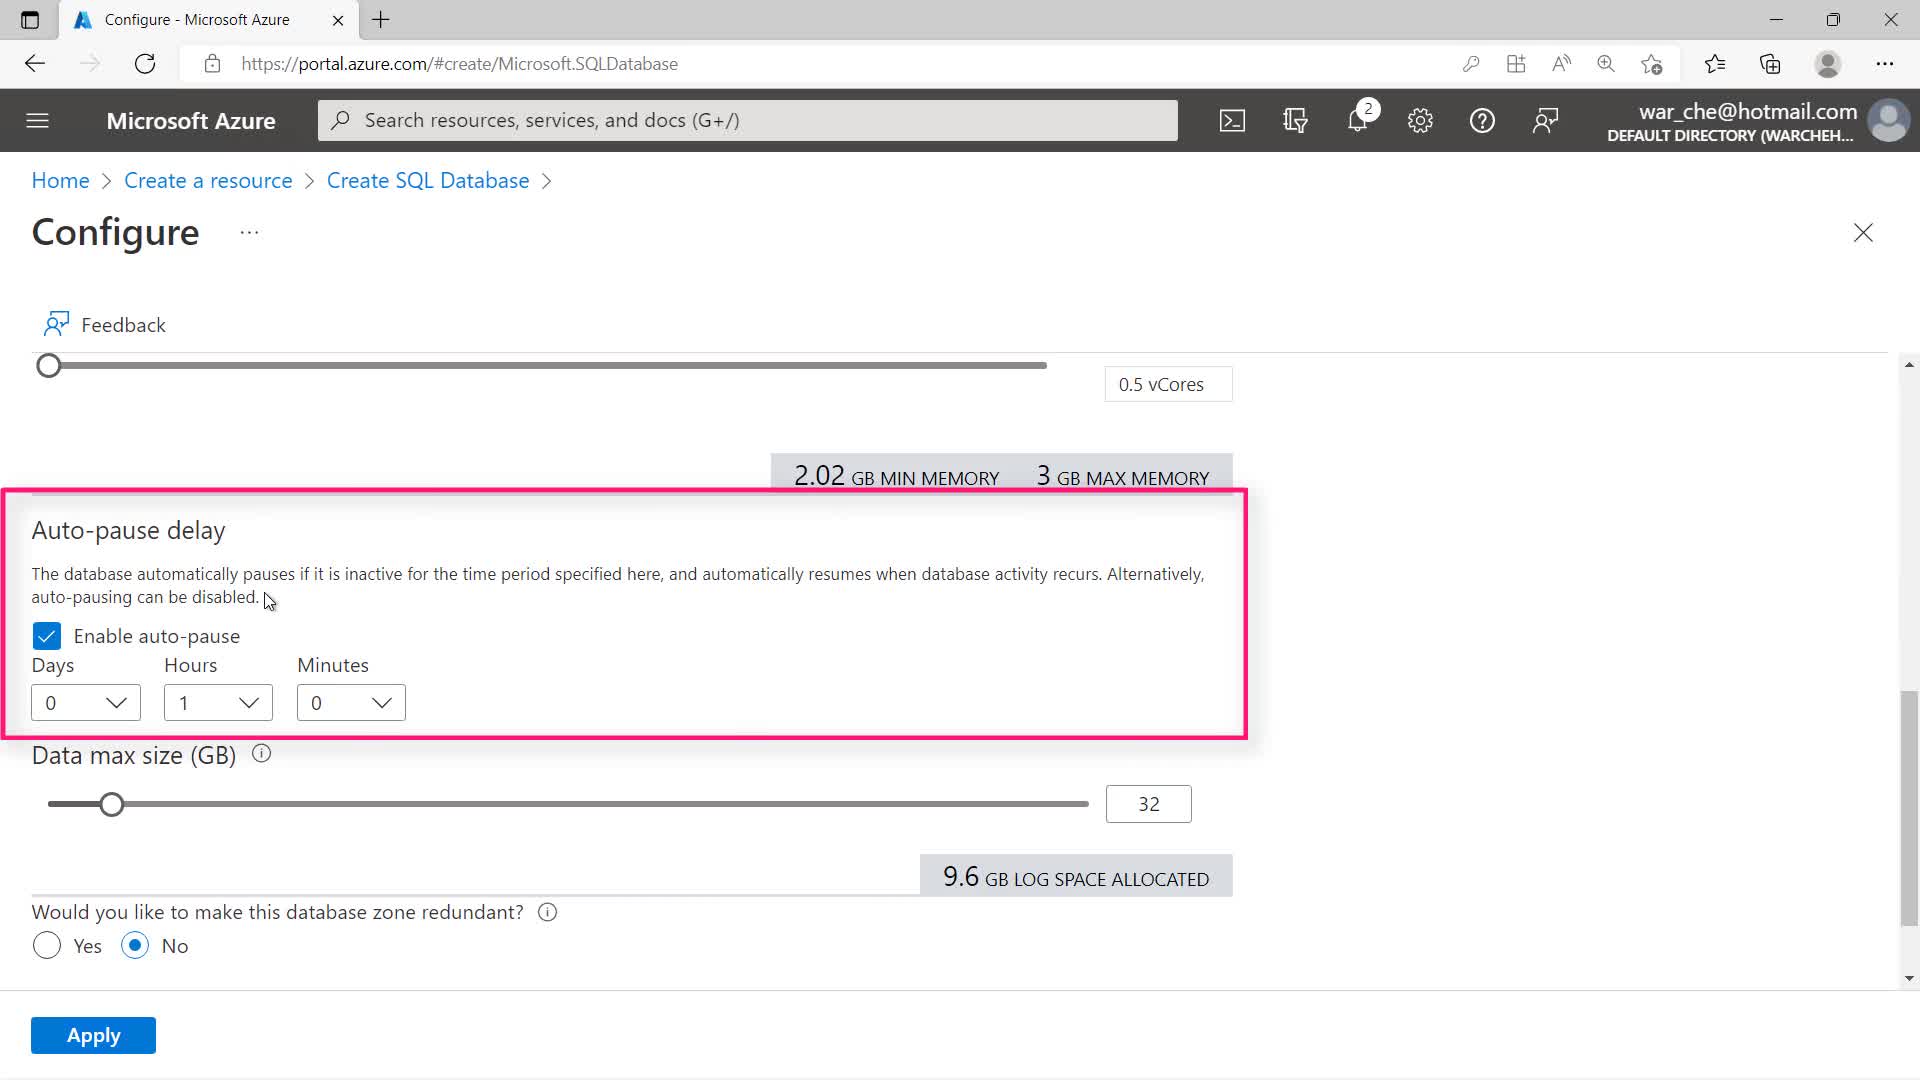 Configure - Microsoft Azure
https://portal.azure.com/#create/Microsoft.SQLDatabase
Microsoft Azure
Search resources, services, and docs (G+/)
2
war_che@hotmail.com
DEFAULT DIRECTORY (WARCHEH...
Home > Create a resource > Create SQL Database >
Configure ...
Feedback
0.5 vCores
2.02 GB MIN MEMORY 3 GB MAX MEMORY
Auto-pause delay
The database automatically pauses if it is inactive for the time period specified here, and automatically resumes when database activity recurs. Alternatively,
auto-pausing can be disabled.
Enable auto-pause
Days Hours Minutes
0 1 0
Data max size (GB)
32
9.6 GB LOG SPACE ALLOCATED
Would you like to make this database zone redundant?
Yes No
Apply